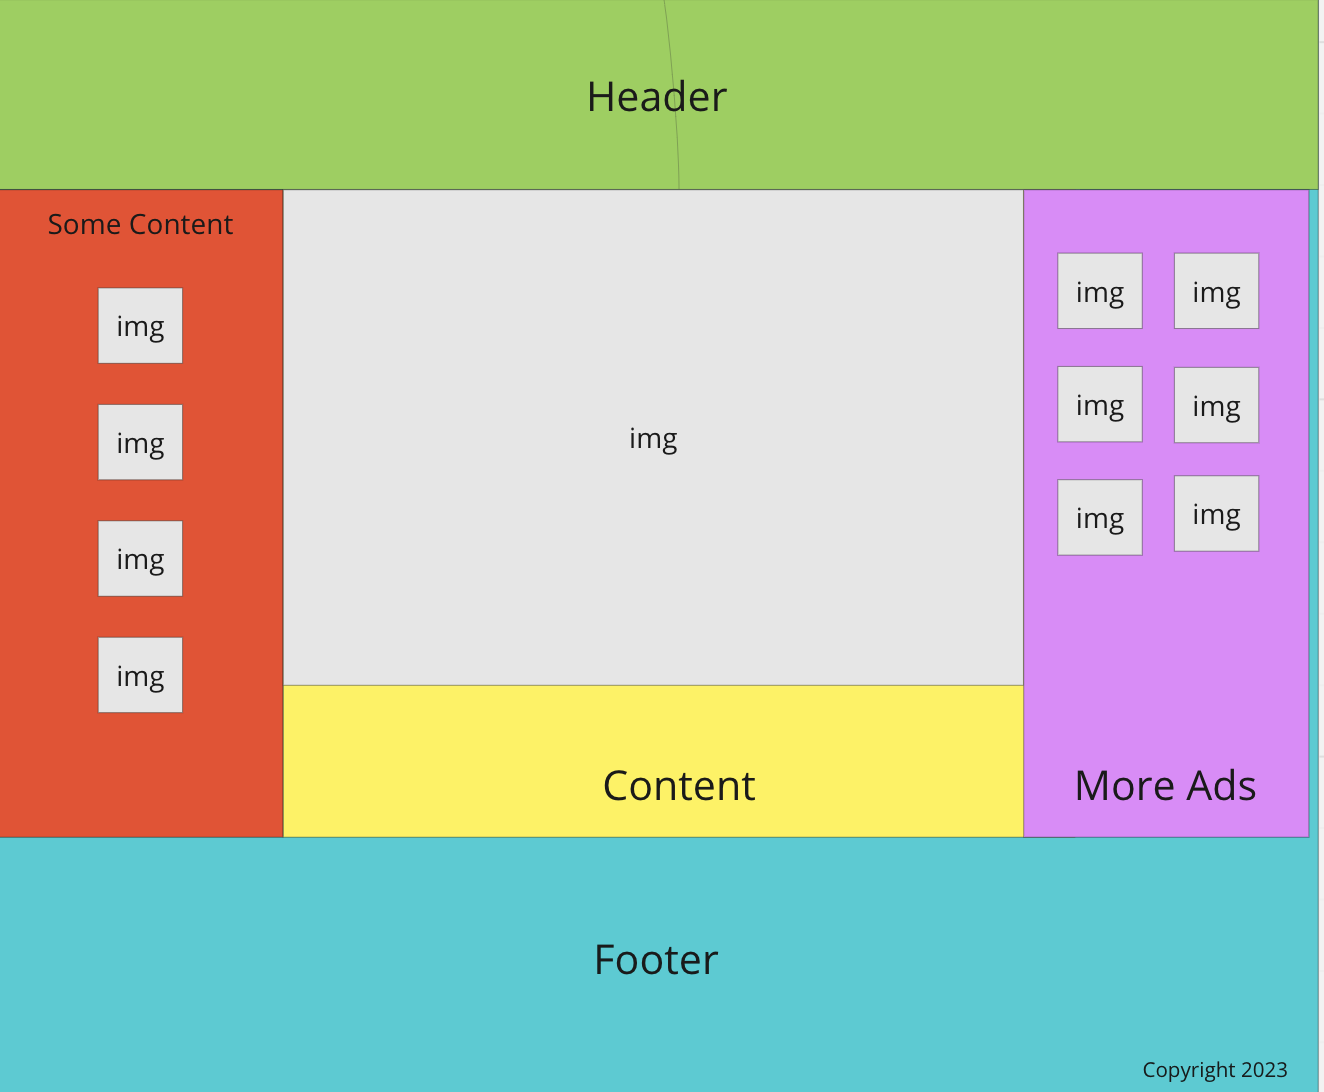 Header
Some Content
img
img
img
img
img
Content
img img
img img
img img
More Ads
Footer
Copyright 2023